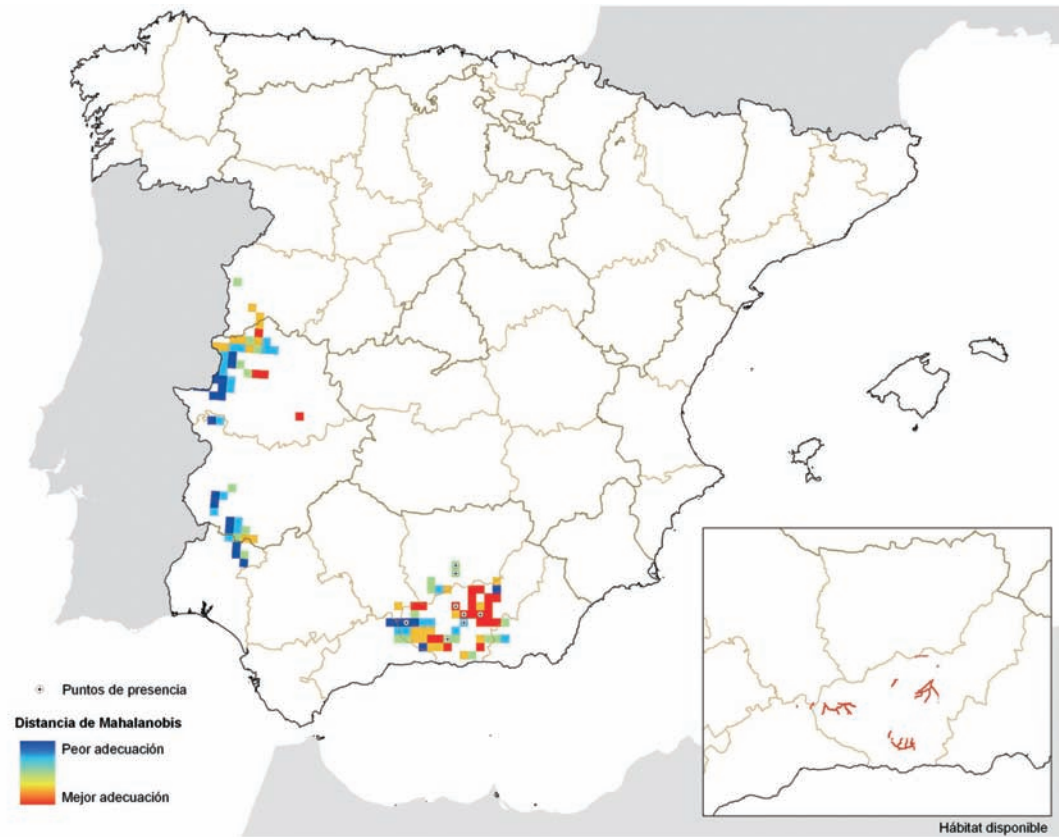 Puntos de presencia
Distancia de Mahalanobis
Peor adecuación
Mejor adecuación
Hábitat disponible